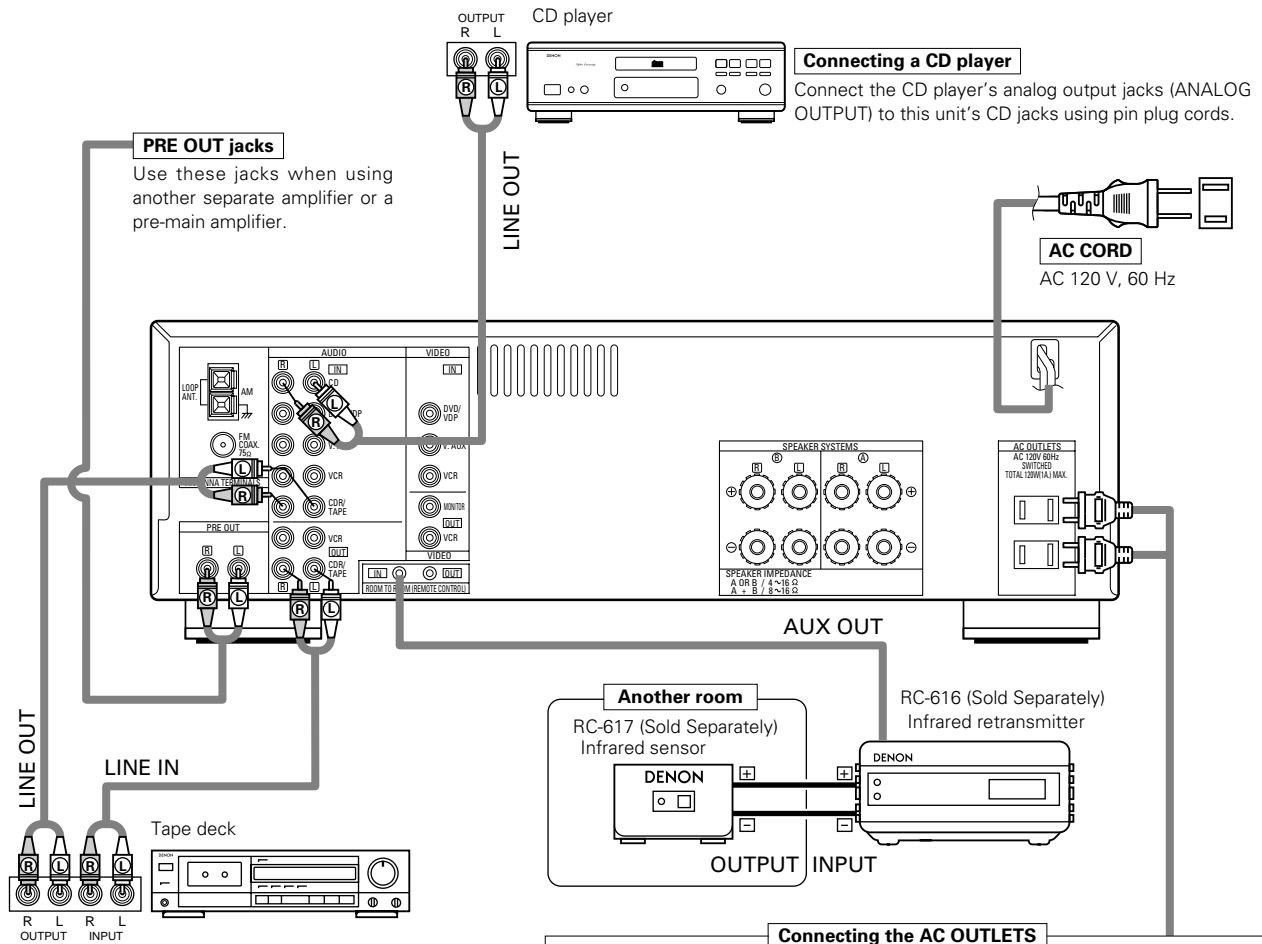 OUTPUT
R L
CD player
DENON
Connecting a CD player
Connect the CD player's analog output jacks (ANALOG
OUTPUT) to this unit's CD jacks using pin plug cords.
R L
LINE OUT
PRE OUT jacks
Use these jacks when using
another separate amplifier or a
pre-main amplifier.
AC CORD
AC 120 V, 60 Hz
AUDIO
VIDEO
R L IN
IN
CD
LOOP
ANT.
AM
DVD/
VDP
FM
COAX.
75Ω
V. AUX
L
R
R
L
VCR
VCR
CDR/
TAPE
MONITOR
OUT
VCR
VCR
OUT
VIDEO
CDR/
TAPE
R L
PRE OUT
R L
R L
R L
IN OUT
ROOM TO ROOM (REMOTE CONTROL)
SPEAKER SYSTEMS
B A
R L R L
+ +
− −
SPEAKER IMPEDANCE
A OR B / 4~16 Ω
A + B / 8~16 Ω
AC OUTLETS
AC 120V 60Hz
SWITCHED
TOTAL 120W(1A.) MAX.
AUX OUT
Another room
RC-617 (Sold Separately)
Infrared sensor
DENON
RC-616 (Sold Separately)
Infrared retransmitter
DENON
+ +
− −
OUTPUT INPUT
LINE OUT
LINE IN
Tape deck
DENON
R L R L
R L R L
OUTPUT INPUT
Connecting the AC OUTLETS